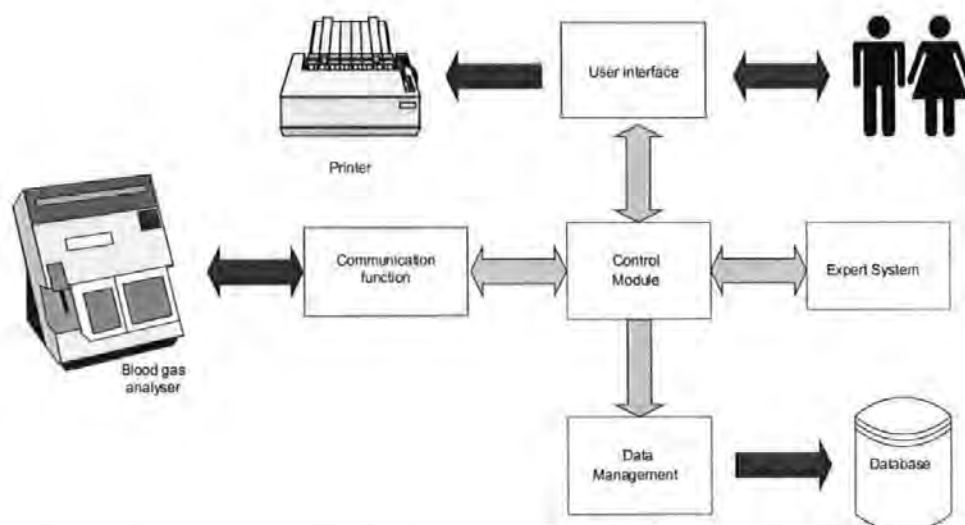 User interface
Printer
Communication
function
Control
Module
Expert System
Blood gas
analyser
Data
Management
Database